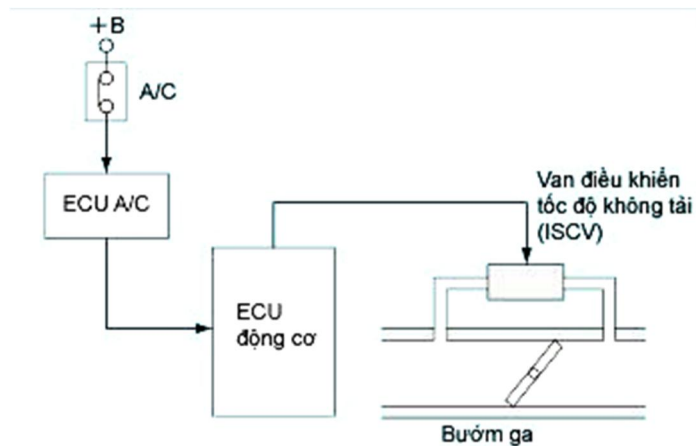 +B
A/C
ECU A/C
Van điều khiển
tốc độ không tải
(ISCV)
ECU
động cơ
Bướm ga